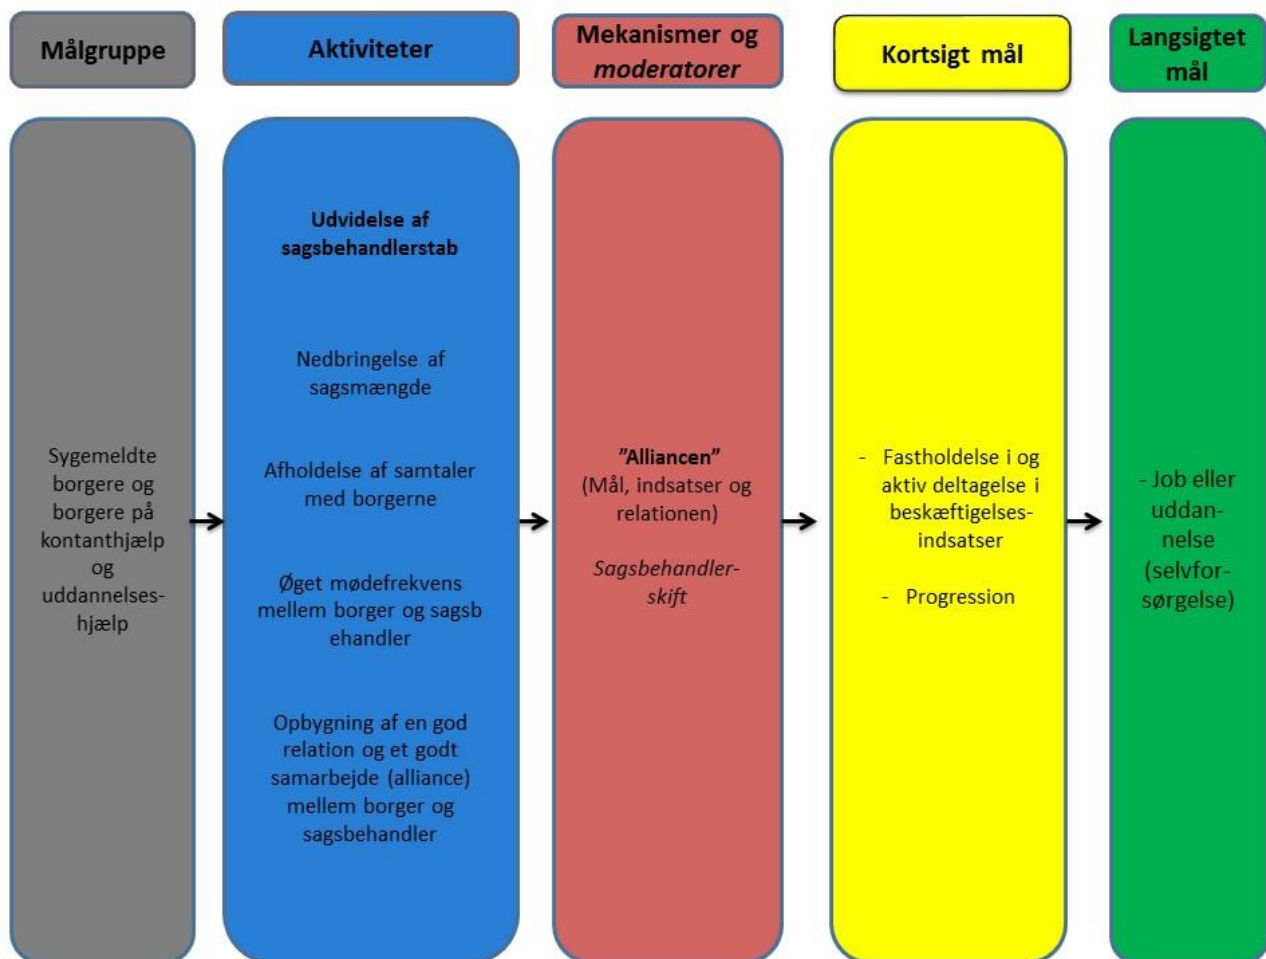 Målgruppe
Aktiviteter
Mekanismer og
moderatorer
Kortsigt mål
Langsigtet
mål
Sygemeldte
borgere og
borgere på
kontanthjælp
og
uddannelses-
hjælp
Udvidelse af
sagsbehandlerstab
Nedbringelse af
sagsmængde
Afholdelse af samtaler
med borgerne
Øget mødefrekvens
mellem borger og sagsb
ehandler
Opbygning af en god
relation og et godt
samarbejde (alliance)
mellem borger og
sagsbehandler
”Alliancen”
(Mål, indsatser og
relationen)
Sagsbehandler-
skift
- Fastholdelse i og
aktiv deltagelse i
beskæftigelses-
indsatser
- Progression
- Job eller
uddan-
nelse
(selvfor-
sørgelse)